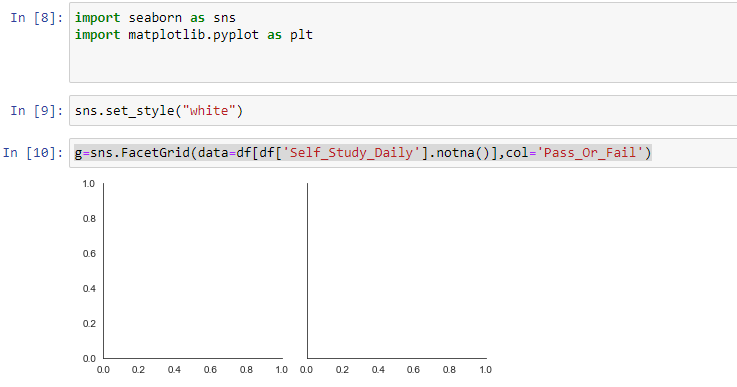 In [8]: import seaborn as sns
import matplotlib.pyplot as plt
In [9]: sns.set_style("white")
In [10]: g=sns.FacetGrid(data=df[df['Self_Study_Daily'].notna()],col='Pass_Or_Fail')
1.0
0.8
0.6
0.4
0.2
0.0
0.0 0.2 0.4 0.6 0.8 1.0 0.0 0.2 0.4 0.6 0.8 1.0